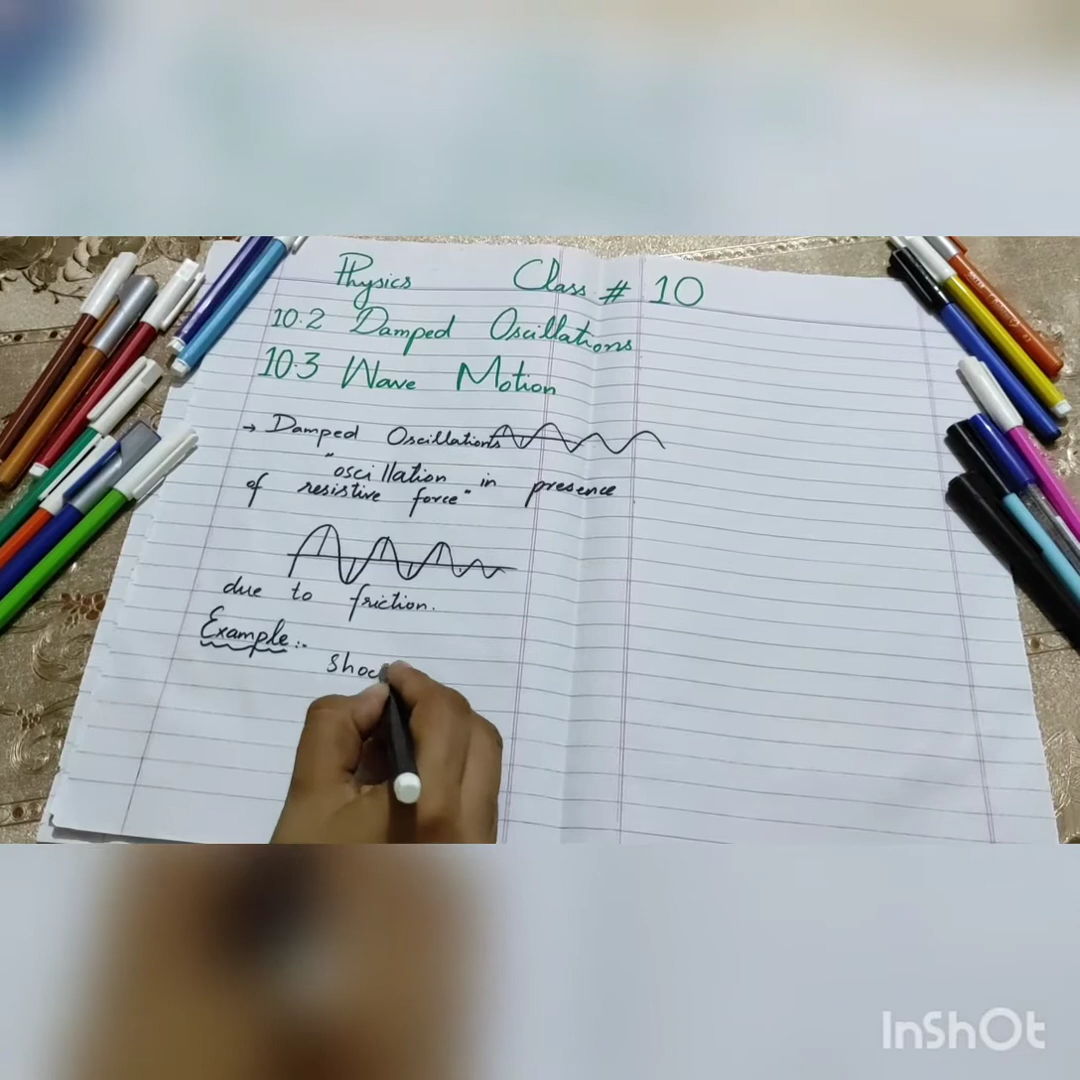 Physics Class # 10
10.2 Damped Oscillations
10.3 Wave Motion
→ Damped Oscillations
"oscillation in presence
of resistive force"
due to friction.
Example:-
Shoc
InShOt